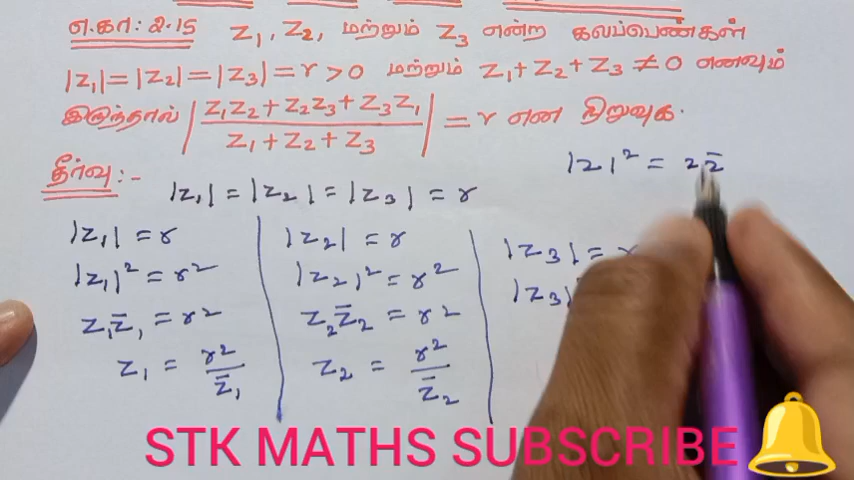 எ.கா: 2.15 Z₁, Z₂, மற்றும் Z₃ என்ற கலப்பெண்கள்
|Z₁| = |Z₂| = |Z₃| = r > 0 மற்றும் Z₁ + Z₂ + Z₃ ≠ 0 எனவும்
இருந்தால் | (Z₁Z₂ + Z₂Z₃ + Z₃Z₁) / (Z₁ + Z₂ + Z₃) | = r என நிறுவுக.
தீர்வு:-
|z|² = z z̄
|Z₁| = |Z₂| = |Z₃| = r
|Z₁| = r
|Z₁|² = r²
Z₁Z̄₁ = r²
Z₁ = r² / Z̄₁
|Z₂| = r
|Z₂|² = r²
Z₂Z̄₂ = r²
Z₂ = r² / Z̄₂
|Z₃| = r
|Z₃|
STK MATHS SUBSCRIBE